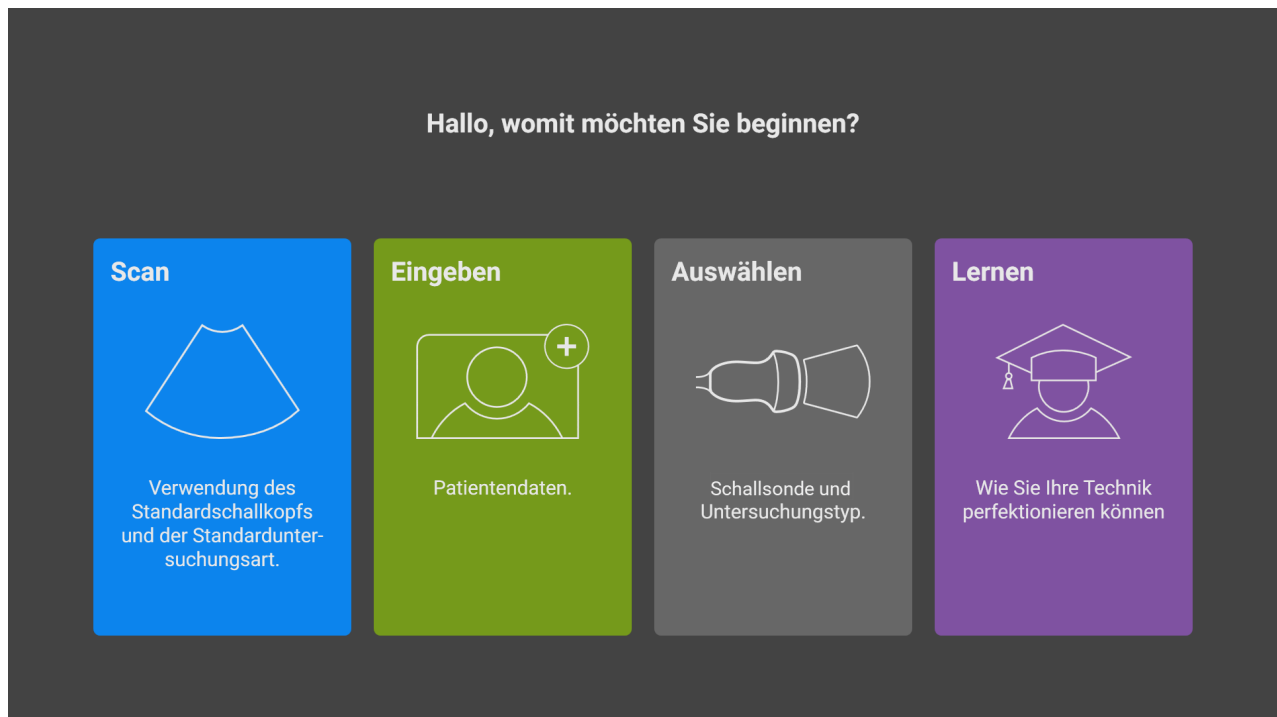 Hallo, womit möchten Sie beginnen?
Scan
Verwendung des
Standardschallkopfs
und der Standardunter-
suchungsart.
Eingeben
Patientendaten.
Auswählen
Schallsonde und
Untersuchungstyp.
Lernen
Wie Sie Ihre Technik
perfektionieren können